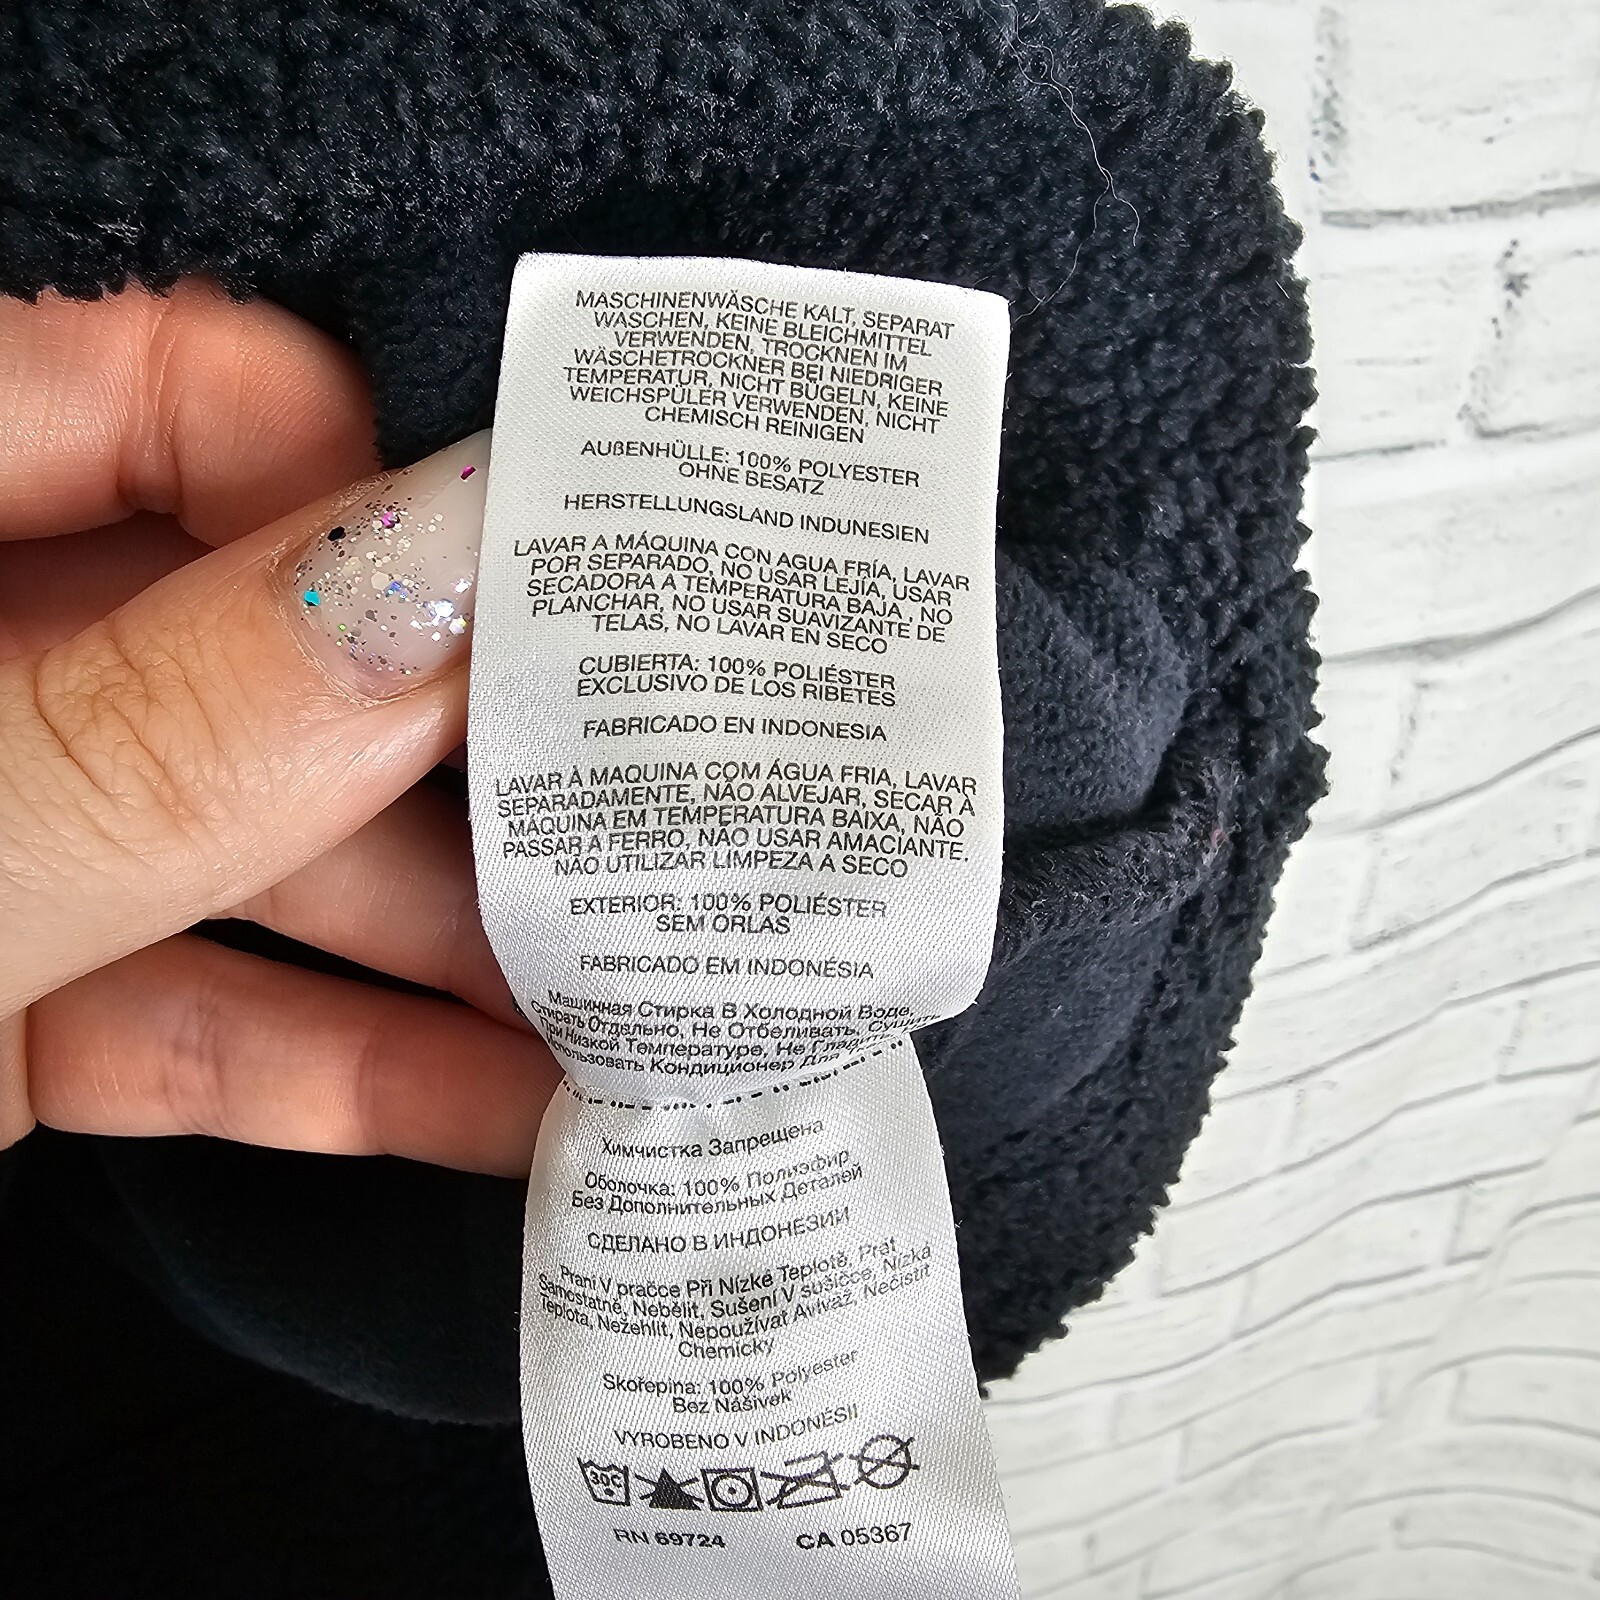 MASCHINENWÄSCHE KALT, SEPARAT
WASCHEN, KEINE BLEICHMITTEL
VERWENDEN, TROCKNEN IM
WÄSCHETROCKNER BEI NIEDRIGER
TEMPERATUR, NICHT BÜGELN, KEINE
WEICHSPÜLER VERWENDEN, NICHT
CHEMISCH REINIGEN
AUßENHÜLLE: 100% POLYESTER
OHNE BESATZ
HERSTELLUNGSLAND INDUNESIEN
LAVAR A MÁQUINA CON AGUA FRÍA, LAVAR
POR SEPARADO, NO USAR LEJÍA, USAR
SECADORA A TEMPERATURA BAJA , NO
PLANCHAR, NO USAR SUAVIZANTE DE
TELAS, NO LAVAR EN SECO
CUBIERTA: 100% POLIÉSTER
EXCLUSIVO DE LOS RIBETES
FABRICADO EN INDONESIA
LAVAR À MAQUINA COM ÁGUA FRIA, LAVAR
SEPARADAMENTE, NÃO ALVEJAR, SECAR À
MÁQUINA EM TEMPERATURA BAIXA, NÃO
PASSAR A FERRO, NÃO USAR AMACIANTE.
NÃO UTILIZAR LIMPEZA A SECO
EXTERIOR: 100% POLIÉSTER
SEM ORLAS
FABRICADO EM INDONÉSIA
Машинная Стирка В Холодной Воде,
Стирать Отдельно, Не Отбеливать, Сушить
При Низкой Температуре, Не Гладить
Использовать Кондиционер Для
Химчистка Запрещена
Оболочка: 100% Полиэфир
Без Дополнительных Деталей
СДЕЛАНО В ИНДОНЕЗИИ
Praní V pračce Při Nízké Teplotě, Prát
Samostatně, Nebělit, Sušení V sušičce, Nízká
Teplota, Nežehlit, Nepoužívat Aviváž, Nečistit
Chemicky
Skořepina: 100% Polyester
Bez Nášivek
VYROBENO V INDONÉSII
30C
RN 69724 CA 05367